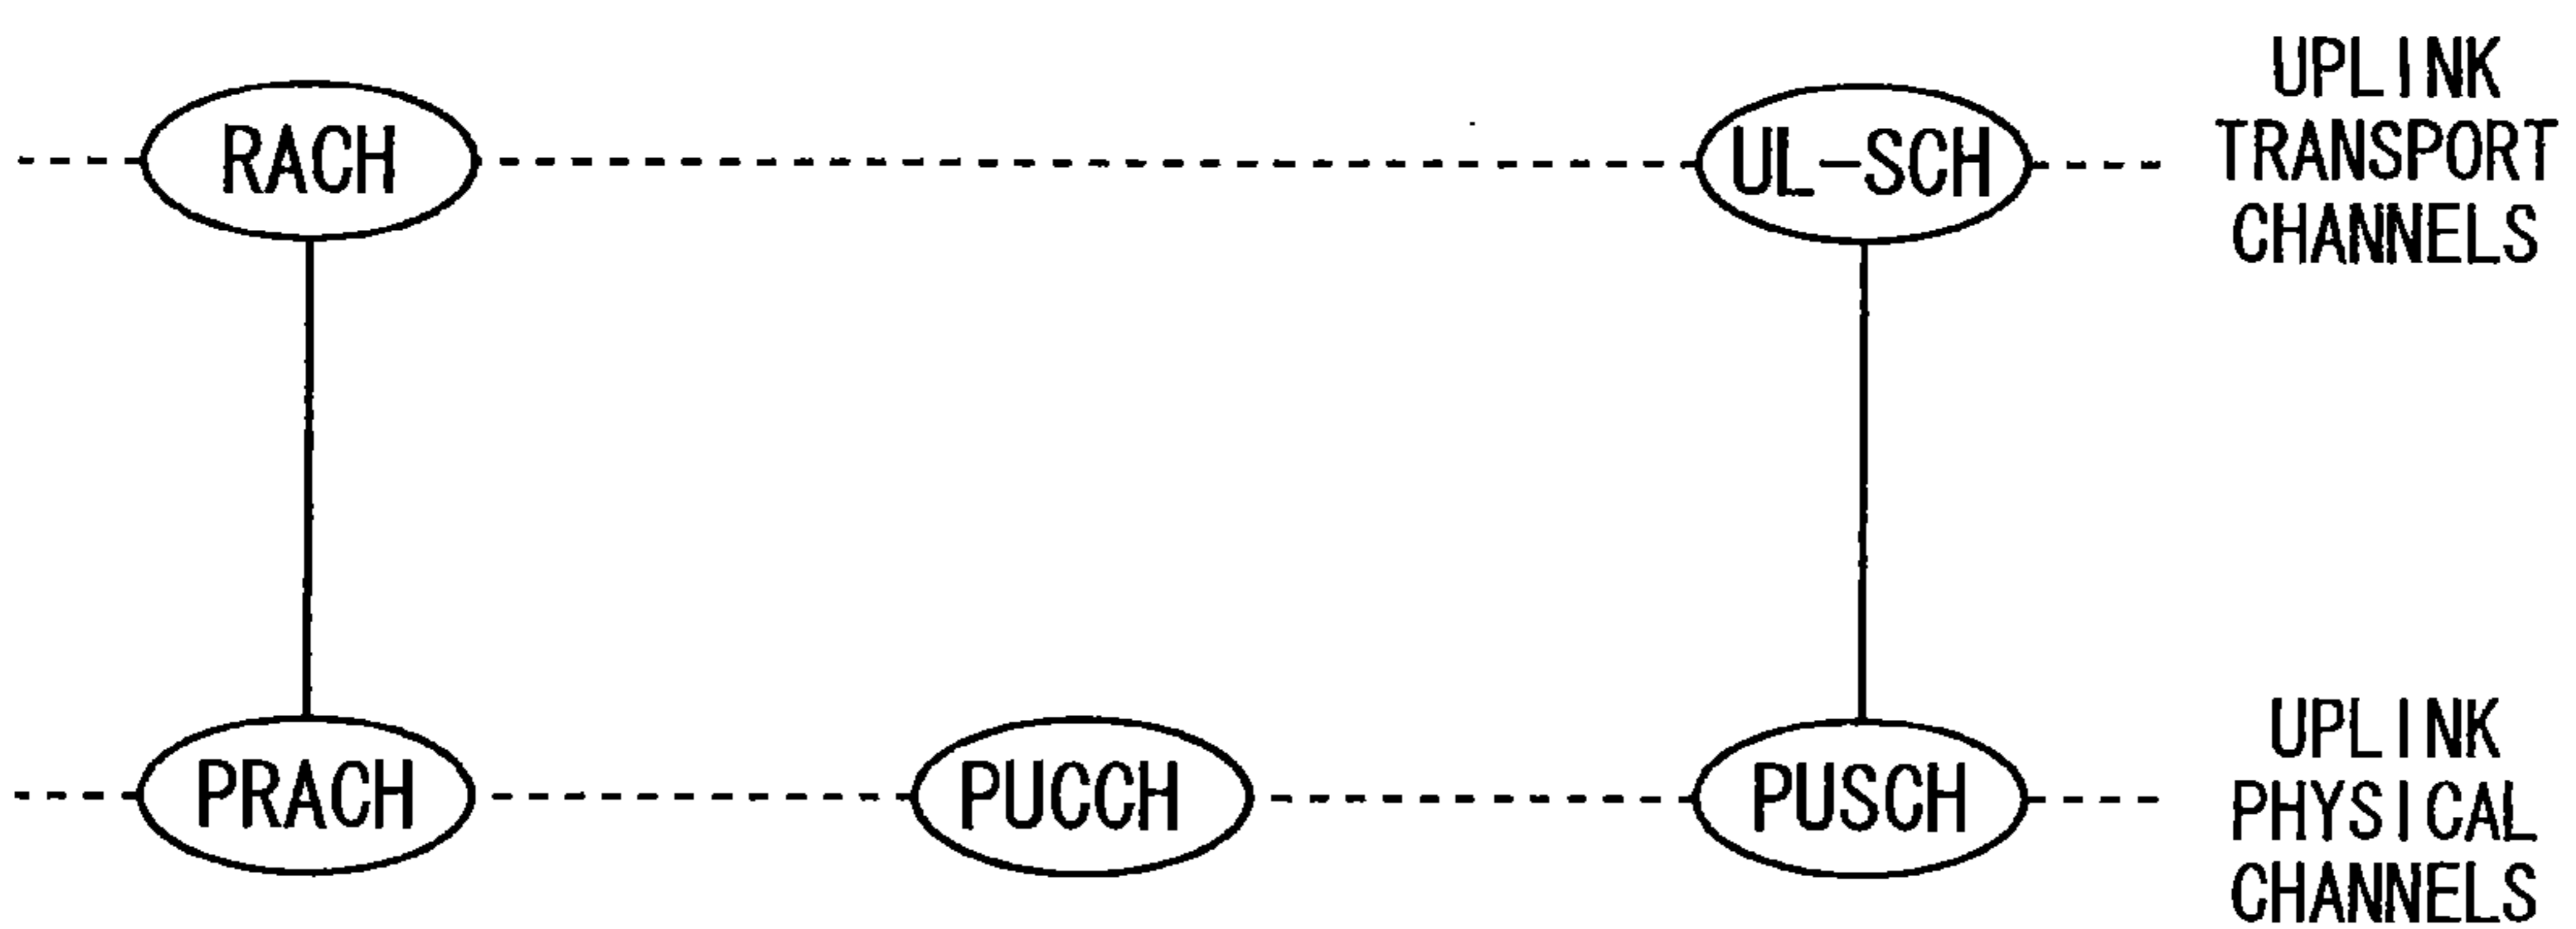 RACH
UL-SCH
UPLINK
TRANSPORT
CHANNELS
PRACH
PUCCH
PUSCH
UPLINK
PHYSICAL
CHANNELS